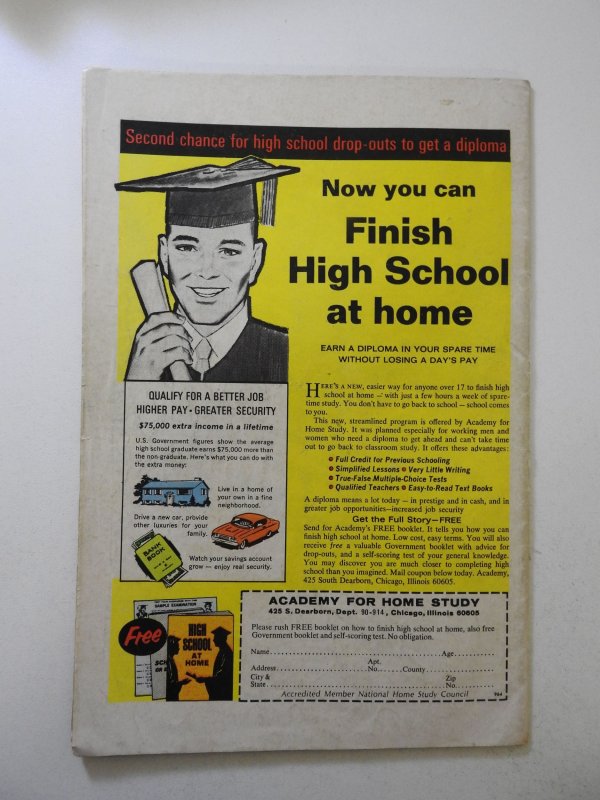 Second chance for high school drop-outs to get a diploma
Now you can
Finish
High School
at home
EARN A DIPLOMA IN YOUR SPARE TIME
WITHOUT LOSING A DAY'S PAY
QUALIFY FOR A BETTER JOB
HIGHER PAY • GREATER SECURITY
$75,000 extra income in a lifetime
U.S. Government figures show the average
high school graduate earns $75,000 more than
the non-graduate. Here's what you can do with
the extra money:
Live in a home of
your own in a fine
neighborhood.
Drive a new car, provide
other luxuries for your
family.
BANK
BOOK
Watch your savings account
grow — enjoy real security.
HERE'S A NEW, easier way for anyone over 17 to finish high
school at home — with just a few hours a week of spare-
time study. You don't have to go back to school — school comes
to you.
This new, streamlined program is offered by Academy for
Home Study. It was planned especially for working men and
women who need a diploma to get ahead and can't take time
out to go back to classroom study. It offers these advantages:
• Full Credit for Previous Schooling
• Simplified Lessons • Very Little Writing
• True-False Multiple-Choice Tests
• Qualified Teachers • Easy-to-Read Text Books
A diploma means a lot today — in prestige and in cash, and in
greater job opportunities—increased job security
Get the Full Story—FREE
Send for Academy's FREE booklet. It tells you how you can
finish high school at home. Low cost, easy terms. You will also
receive free a valuable Government booklet with advice for
drop-outs, and a self-scoring test of your general knowledge.
You may discover you are much closer to completing high
school than you imagined. Mail coupon below today. Academy,
425 South Dearborn, Chicago, Illinois 60605.
SAMPLE EXAMINATION
Free
HIGH
SCHOOL
AT
HOME
ACADEMY FOR HOME STUDY
425 S. Dearborn, Dept. 90-914, Chicago, Illinois 60605
Please rush FREE booklet on how to finish high school at home, also free
Government booklet and self-scoring test. No obligation.
Name Age
Address Apt. No. County
City & State Zip No.
Accredited Member National Home Study Council 964